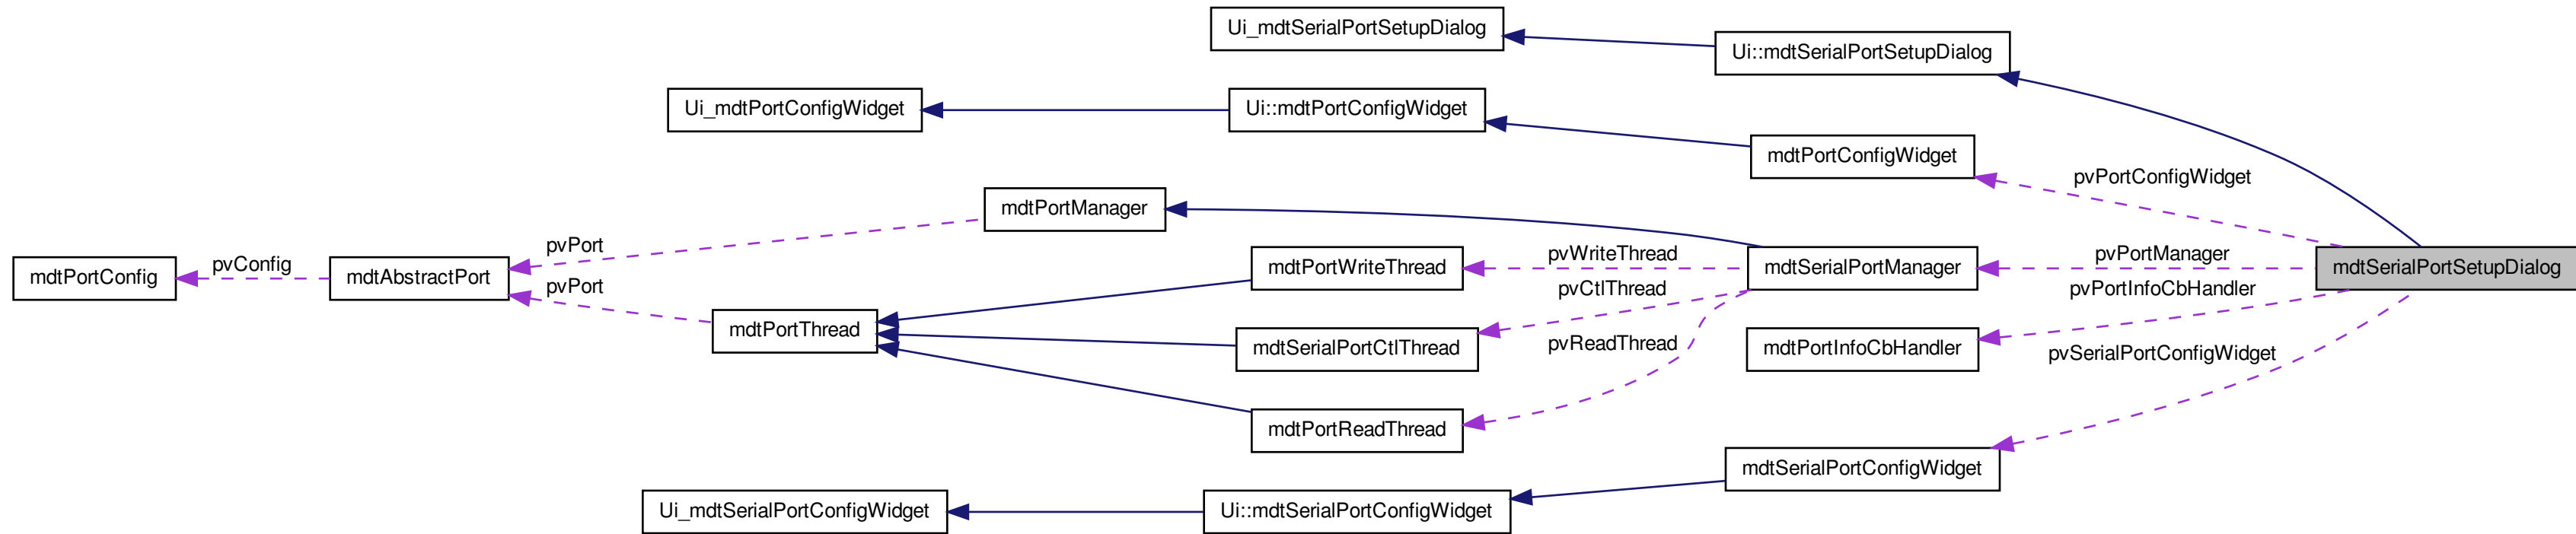 Ui_mdtSerialPortSetupDialog
Ui::mdtSerialPortSetupDialog
Ui_mdtPortConfigWidget
Ui::mdtPortConfigWidget
mdtPortConfigWidget
pvPortConfigWidget
mdtPortManager
pvPort
pvConfig
mdtPortConfig
mdtAbstractPort
pvPort
mdtPortThread
mdtPortWriteThread
pvWriteThread
mdtSerialPortManager
pvPortManager
mdtSerialPortSetupDialog
pvCtlThread
pvPortInfoCbHandler
mdtSerialPortCtlThread
pvReadThread
mdtPortInfoCbHandler
pvSerialPortConfigWidget
mdtPortReadThread
mdtSerialPortConfigWidget
Ui_mdtSerialPortConfigWidget
Ui::mdtSerialPortConfigWidget